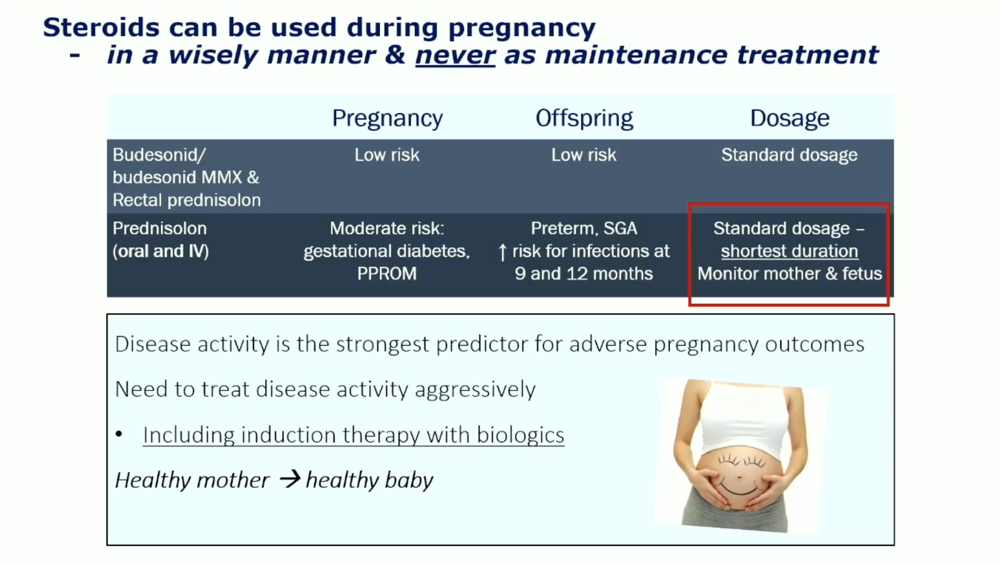 Steroids can be used during pregnancy
- in a wisely manner & never as maintenance treatment
Pregnancy Offspring Dosage
Budesonid/ Low risk Low risk Standard dosage
budesonid MMX &
Rectal prednisolon
Prednisolon Moderate risk: Preterm, SGA Standard dosage –
(oral and IV) gestational diabetes, ↑ risk for infections at shortest duration
PPROM 9 and 12 months Monitor mother & fetus
Disease activity is the strongest predictor for adverse pregnancy outcomes
Need to treat disease activity aggressively
• Including induction therapy with biologics
Healthy mother → healthy baby